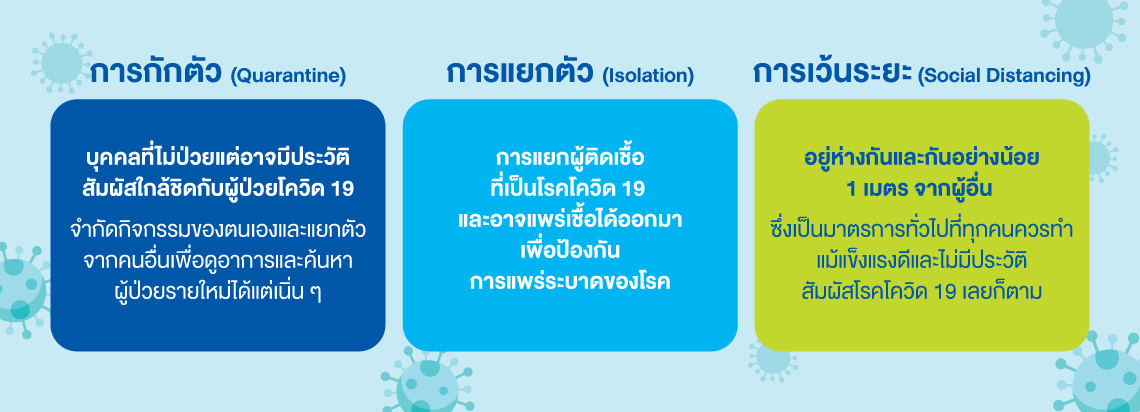 การกักตัว (Quarantine)
บุคคลที่ไม่ป่วยแต่อาจมีประวัติ
สัมผัสใกล้ชิดกับผู้ป่วยโควิด 19
จำกัดกิจกรรมของตนเองและแยกตัว
จากคนอื่นเพื่อดูอาการและค้นหา
ผู้ป่วยรายใหม่ได้แต่เนิ่น ๆ
การแยกตัว (Isolation)
การแยกผู้ติดเชื้อ
ที่เป็นโรคโควิด 19
และอาจแพร่เชื้อได้ออกมา
เพื่อป้องกัน
การแพร่ระบาดของโรค
การเว้นระยะ (Social Distancing)
อยู่ห่างกันและกันอย่างน้อย
1 เมตร จากผู้อื่น
ซึ่งเป็นมาตรการทั่วไปที่ทุกคนควรทำ
แม้แข็งแรงดีและไม่มีประวัติ
สัมผัสโรคโควิด 19 เลยก็ตาม